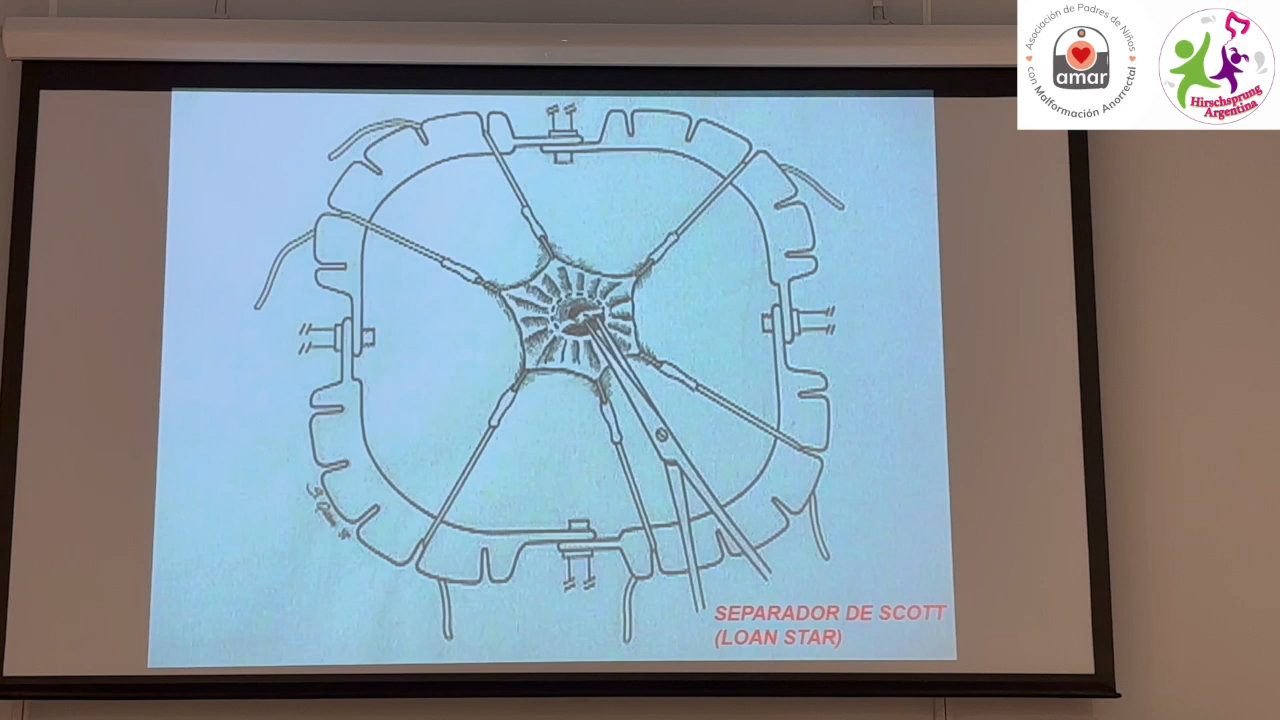 Asociación de Padres de Niños
con Malformación Anorrectal
amar
Hirschsprung
Argentina
SEPARADOR DE SCOTT
(LOAN STAR)